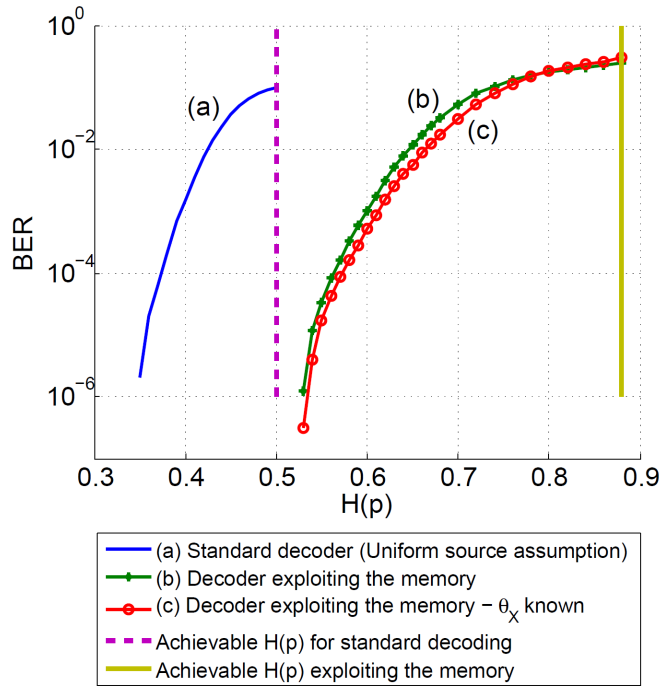 10^0
10^-2
10^-4
10^-6
BER
(a)
(b)
(c)
0.3 0.4 0.5 0.6 0.7 0.8 0.9
H(p)
(a) Standard decoder (Uniform source assumption)
(b) Decoder exploiting the memory
(c) Decoder exploiting the memory − θ_X known
Achievable H(p) for standard decoding
Achievable H(p) exploiting the memory